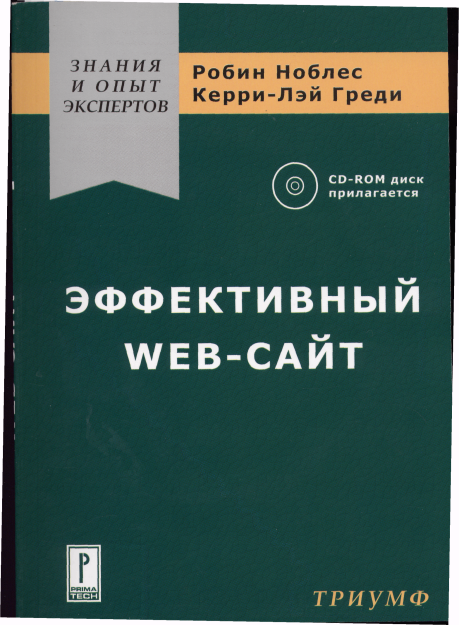 ЗНАНИЯ
И ОПЫТ
ЭКСПЕРТОВ
Робин Ноблес
Керри-Лэй Греди
CD-ROM диск
прилагается
ЭФФЕКТИВНЫЙ
WEB-САЙТ
P
PRIMA
TECH
ТРИУМФ